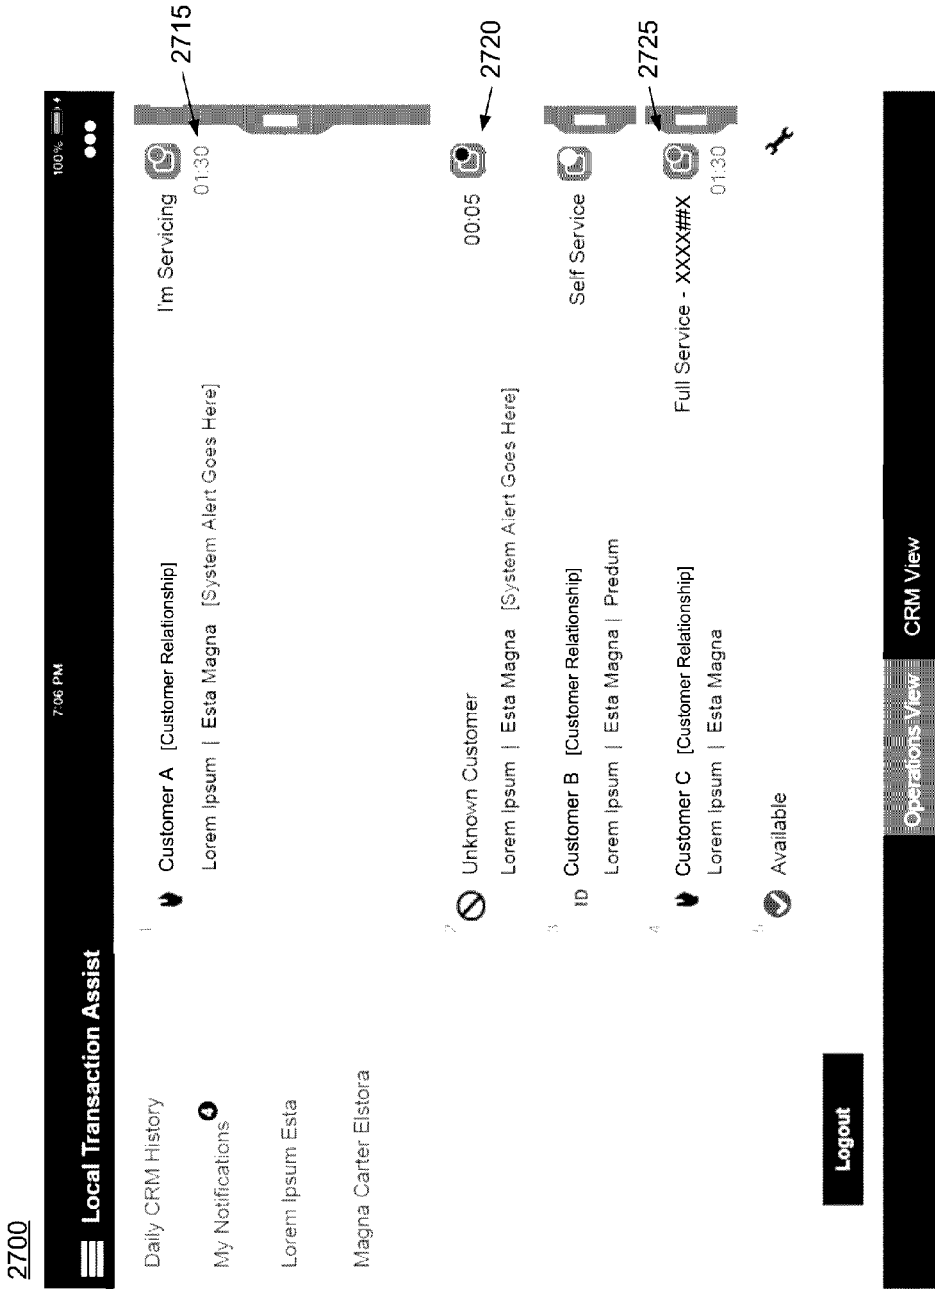 2700
7:06 PM
100%
Local Transaction Assist
Daily CRM History
My Notifications 4
Lorem Ipsum Esta
Magna Carter Elstora
Logout
1
Customer A [Customer Relationship]
I'm Servicing
Lorem Ipsum | Esta Magna [System Alert Goes Here]
01:30
2715
2
Unknown Customer
00:05
2720
Lorem Ipsum | Esta Magna [System Alert Goes Here]
3
ID
Customer B [Customer Relationship]
Self Service
Lorem Ipsum | Esta Magna | Predum
4
Customer C [Customer Relationship]
Full Service - XXXX##X
2725
Lorem Ipsum | Esta Magna
01:30
5
Available
Operations View
CRM View